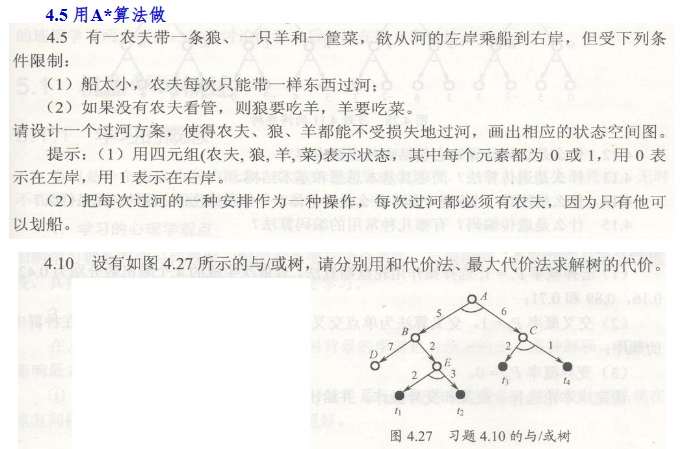 4.5 用A*算法做
4.5 有一农夫带一条狼、一只羊和一筐菜，欲从河的左岸乘船到右岸，但受下列条
件限制：
（1）船太小，农夫每次只能带一样东西过河；
（2）如果没有农夫看管，则狼要吃羊，羊要吃菜。
请设计一个过河方案，使得农夫、狼、羊都能不受损失地过河，画出相应的状态空间图。
提示：（1）用四元组(农夫, 狼, 羊, 菜)表示状态，其中每个元素都为 0 或 1，用 0 表
示在左岸，用 1 表示在右岸。
（2）把每次过河的一种安排作为一种操作，每次过河都必须有农夫，因为只有他可
以划船。
4.10 设有如图 4.27 所示的与/或树，请分别用和代价法、最大代价法求解树的代价。
A
5 6
B C
7 2 2 1
D E
t3 t4
2 3
t1 t2
图 4.27 习题 4.10 的与/或树